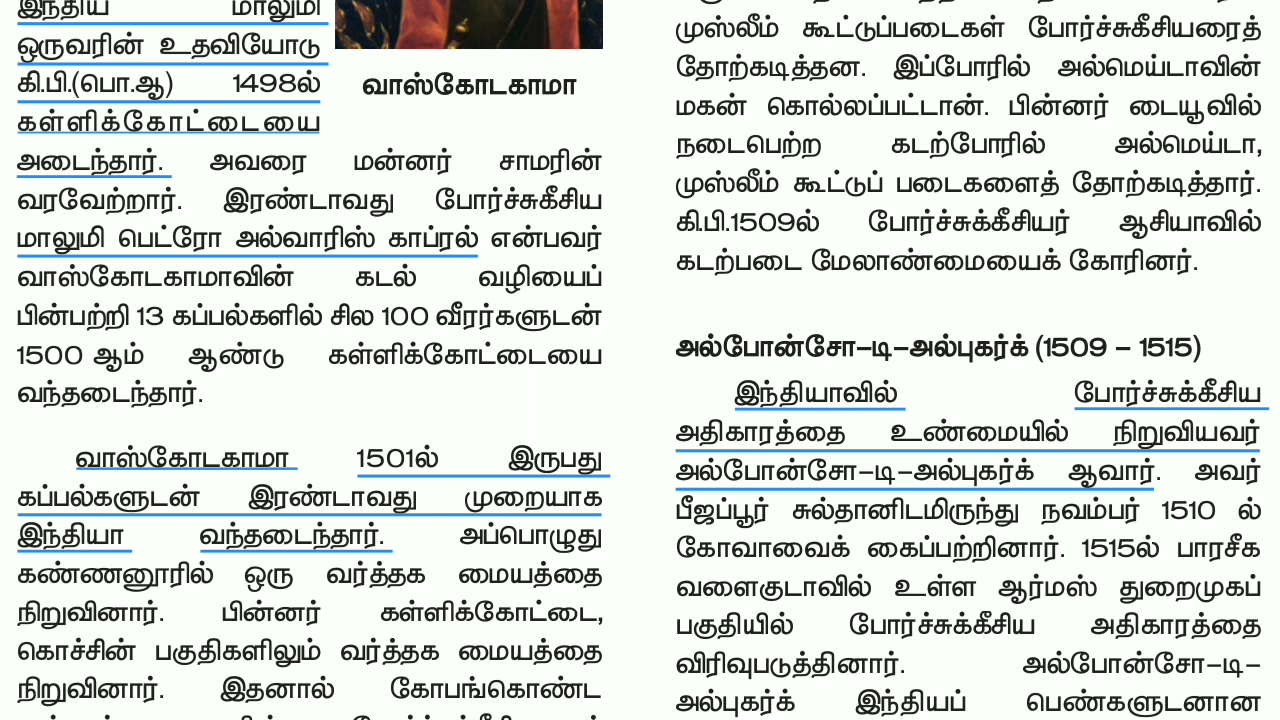 இந்திய மாலுமி
ஒருவரின் உதவியோடு
கி.பி.(பொ.ஆ) 1498ல்
கள்ளிக்கோட்டையை
வாஸ்கோடகாமா
அடைந்தார். அவரை மன்னர் சாமரின்
வரவேற்றார். இரண்டாவது போர்ச்சுகீசிய
மாலுமி பெட்ரோ அல்வாரிஸ் காப்ரல் என்பவர்
வாஸ்கோடகாமாவின் கடல் வழியைப்
பின்பற்றி 13 கப்பல்களில் சில 100 வீரர்களுடன்
1500 ஆம் ஆண்டு கள்ளிக்கோட்டையை
வந்தடைந்தார்.
வாஸ்கோடகாமா 1501ல் இருபது
கப்பல்களுடன் இரண்டாவது முறையாக
இந்தியா வந்தடைந்தார். அப்பொழுது
கண்ணனூரில் ஒரு வர்த்தக மையத்தை
நிறுவினார். பின்னர் கள்ளிக்கோட்டை,
கொச்சின் பகுதிகளிலும் வர்த்தக மையத்தை
நிறுவினார். இதனால் கோபங்கொண்ட
முஸ்லீம் கூட்டுப்படைகள் போர்ச்சுகீசியரைத்
தோற்கடித்தன. இப்போரில் அல்மெய்டாவின்
மகன் கொல்லப்பட்டான். பின்னர் டையூவில்
நடைபெற்ற கடற்போரில் அல்மெய்டா,
முஸ்லீம் கூட்டுப் படைகளைத் தோற்கடித்தார்.
கி.பி.1509ல் போர்ச்சுக்கீசியர் ஆசியாவில்
கடற்படை மேலாண்மையைக் கோரினர்.
அல்போன்சோ–டி–அல்புகர்க் (1509 – 1515)
இந்தியாவில் போர்ச்சுக்கீசிய
அதிகாரத்தை உண்மையில் நிறுவியவர்
அல்போன்சோ–டி–அல்புகர்க் ஆவார். அவர்
பீஜப்பூர் சுல்தானிடமிருந்து நவம்பர் 1510 ல்
கோவாவைக் கைப்பற்றினார். 1515ல் பாரசீக
வளைகுடாவில் உள்ள ஆர்மஸ் துறைமுகப்
பகுதியில் போர்ச்சுக்கீசிய அதிகாரத்தை
விரிவுபடுத்தினார். அல்போன்சோ–டி–
அல்புகர்க் இந்தியப் பெண்களுடனான